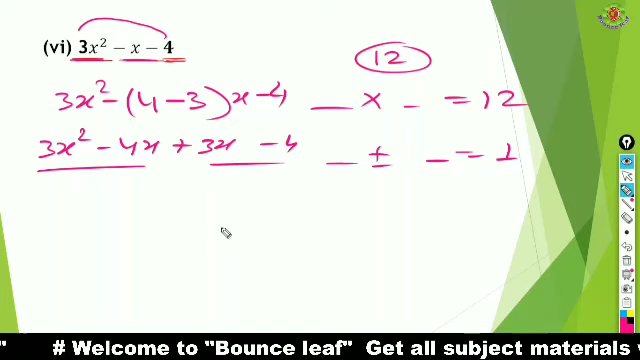 (vi) 3x² − x − 4
12
3x² − (4 − 3)x − 4 _ × _ = 12
3x² − 4x + 3x − 4 _ ± _ = 1
" # Welcome to "Bounce leaf" Get all subject materials